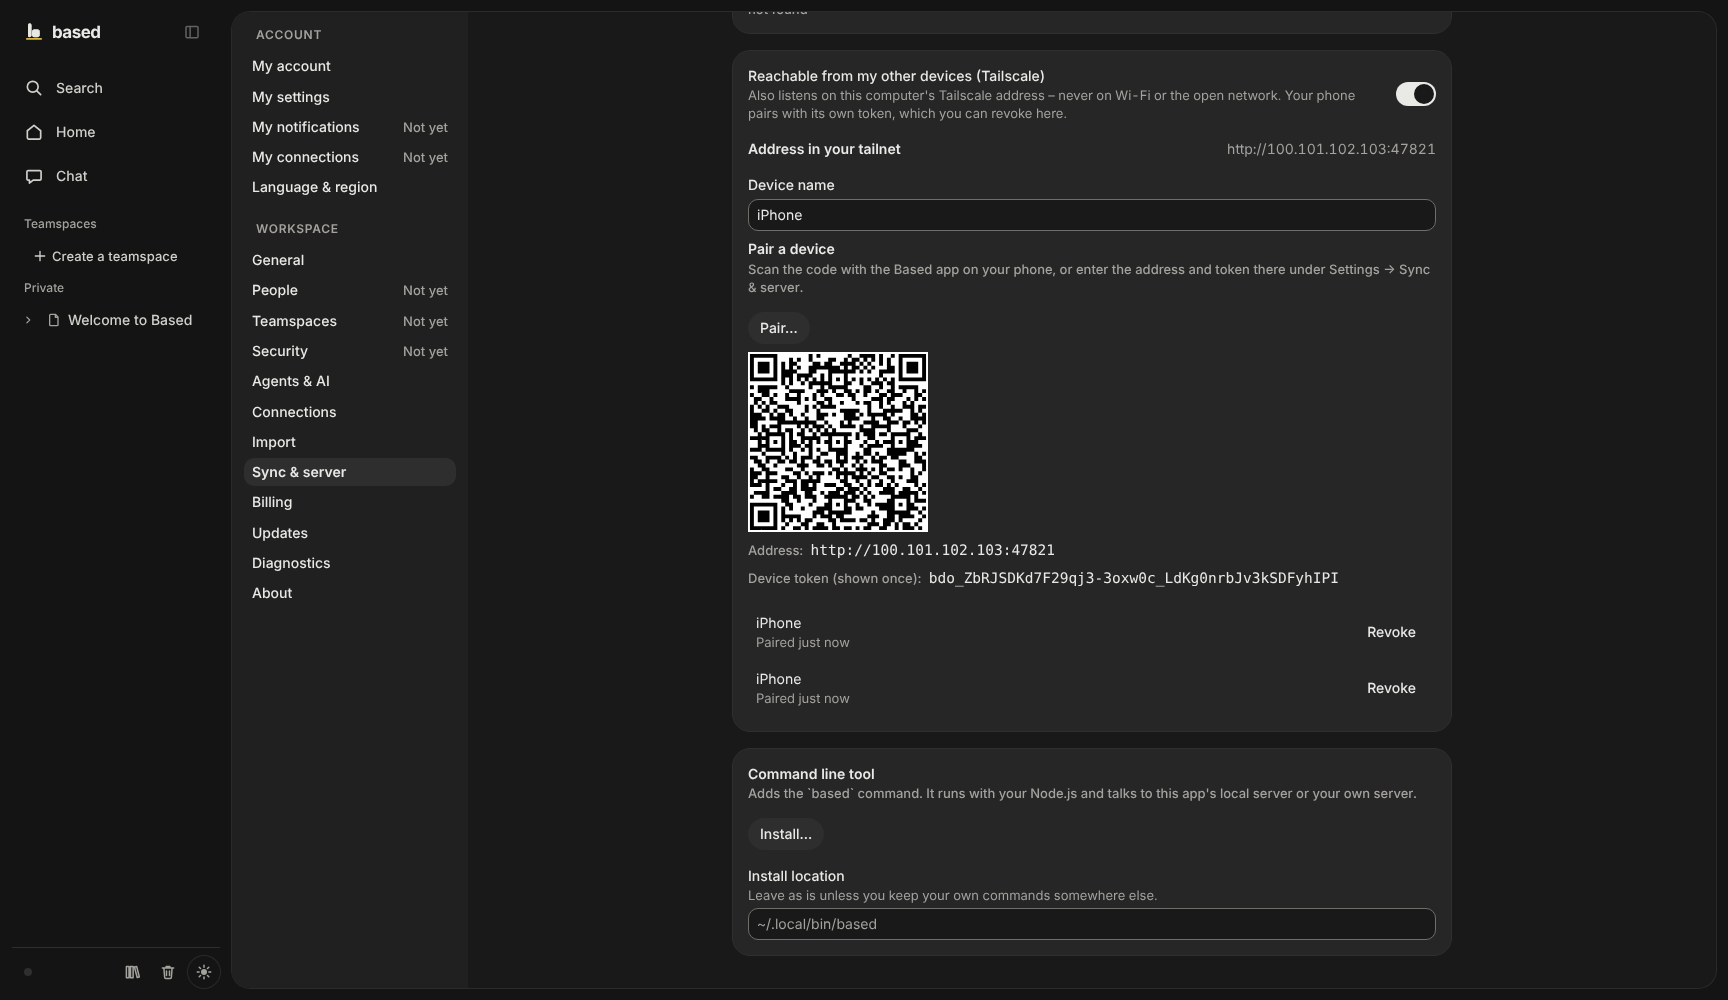 based
Search
Home
Chat
Teamspaces
Create a teamspace
Private
Welcome to Based
ACCOUNT
My account
My settings
My notifications Not yet
My connections Not yet
Language & region
WORKSPACE
General
People Not yet
Teamspaces Not yet
Security Not yet
Agents & AI
Connections
Import
Sync & server
Billing
Updates
Diagnostics
About
not found
Reachable from my other devices (Tailscale)
Also listens on this computer's Tailscale address – never on Wi-Fi or the open network. Your phone
pairs with its own token, which you can revoke here.
Address in your tailnet http://100.101.102.103:47821
Device name
iPhone
Pair a device
Scan the code with the Based app on your phone, or enter the address and token there under Settings → Sync
& server.
Pair...
Address: http://100.101.102.103:47821
Device token (shown once): bdo_ZbRJSDKd7F29qj3-3oxw0c_LdKg0nrbJv3kSDFyhIPI
iPhone
Paired just now
Revoke
iPhone
Paired just now
Revoke
Command line tool
Adds the `based` command. It runs with your Node.js and talks to this app's local server or your own server.
Install...
Install location
Leave as is unless you keep your own commands somewhere else.
~/.local/bin/based